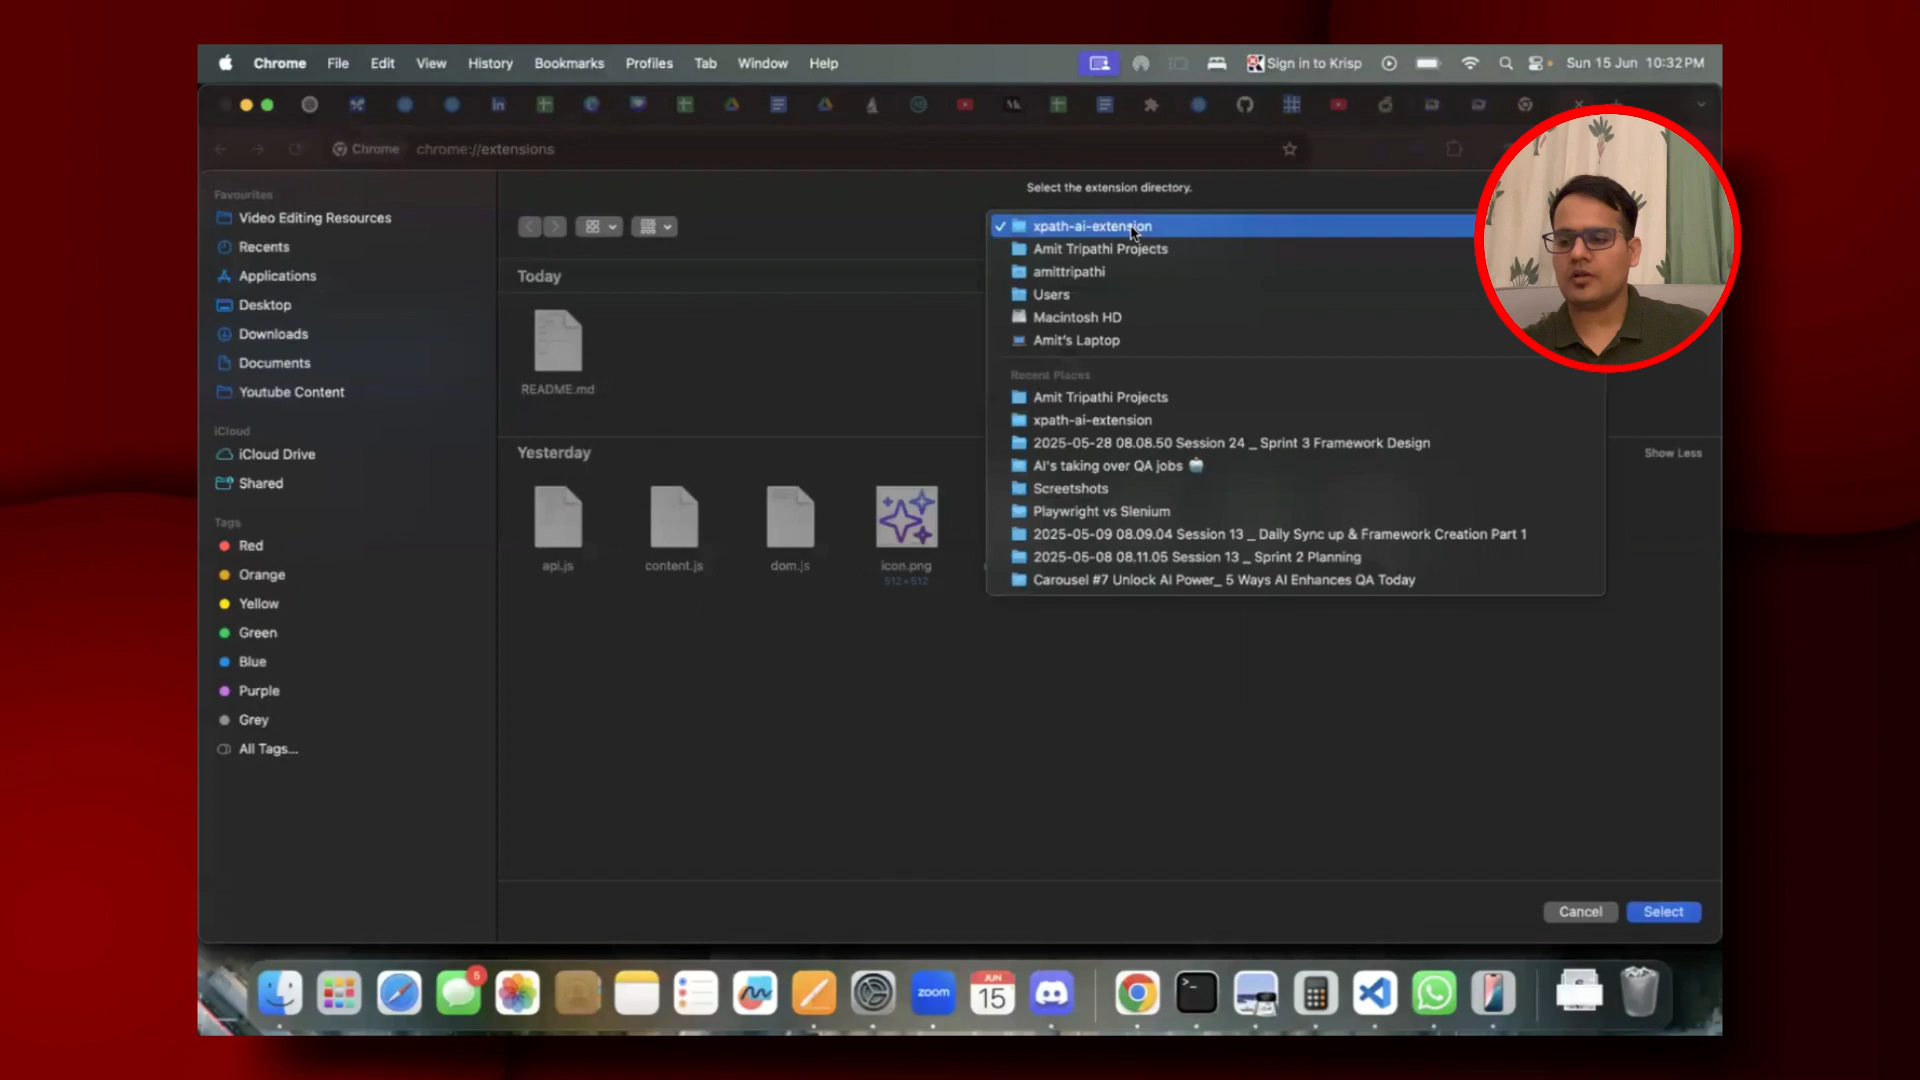 Chrome File Edit View History Bookmarks Profiles Tab Window Help Sign in to Krisp Sun 15 Jun 10:32 PM
Chrome chrome://extensions
Select the extension directory.
Favourites
Video Editing Resources
Recents
Applications
Desktop
Downloads
Documents
Youtube Content
iCloud
iCloud Drive
Shared
Tags
Red
Orange
Yellow
Green
Blue
Purple
Grey
All Tags...
Today
README.md
Yesterday
Show Less
api.js
content.js
dom.js
icon.png
512×512
xpath-ai-extension
Amit Tripathi Projects
amittripathi
Users
Macintosh HD
Amit's Laptop
Recent Places
Amit Tripathi Projects
xpath-ai-extension
2025-05-28 08.08.50 Session 24 _ Sprint 3 Framework Design
AI's taking over QA jobs
Screetshots
Playwright vs Slenium
2025-05-09 08.09.04 Session 13 _ Daily Sync up & Framework Creation Part 1
2025-05-08 08.11.05 Session 13 _ Sprint 2 Planning
Carousel #7 Unlock AI Power_ 5 Ways AI Enhances QA Today
Cancel Select
5
zoom
JUN
15